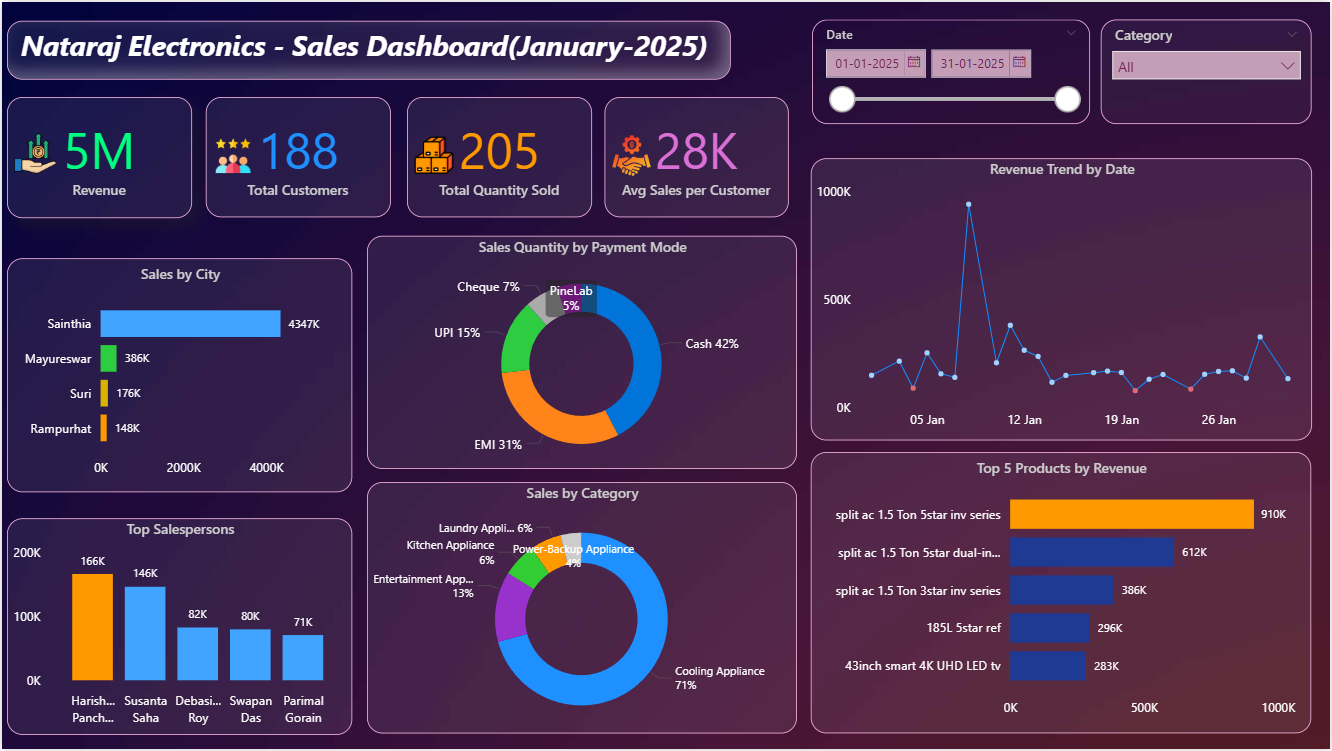 Nataraj Electronics - Sales Dashboard(January-2025)
Date
01-01-2025
31-01-2025
Category
All
5M
Revenue
188
Total Customers
205
Total Quantity Sold
28K
Avg Sales per Customer
Sales by City
Sainthia
4347K
Mayureswar
386K
Suri
176K
Rampurhat
148K
0K
2000K
4000K
Sales Quantity by Payment Mode
Cheque 7%
PineLab
5%
UPI 15%
Cash 42%
EMI 31%
Revenue Trend by Date
1000K
500K
0K
05 Jan
12 Jan
19 Jan
26 Jan
Top Salespersons
200K
100K
0K
166K
146K
82K
80K
71K
Harish...
Panch...
Susanta
Saha
Debasi...
Roy
Swapan
Das
Parimal
Gorain
Sales by Category
Laundry Appli... 6%
Kitchen Appliance
6%
Power-Backup Appliance
4%
Entertainment App...
13%
Cooling Appliance
71%
Top 5 Products by Revenue
split ac 1.5 Ton 5star inv series
910K
split ac 1.5 Ton 5star dual-in...
612K
split ac 1.5 Ton 3star inv series
386K
185L 5star ref
296K
43inch smart 4K UHD LED tv
283K
0K
500K
1000K